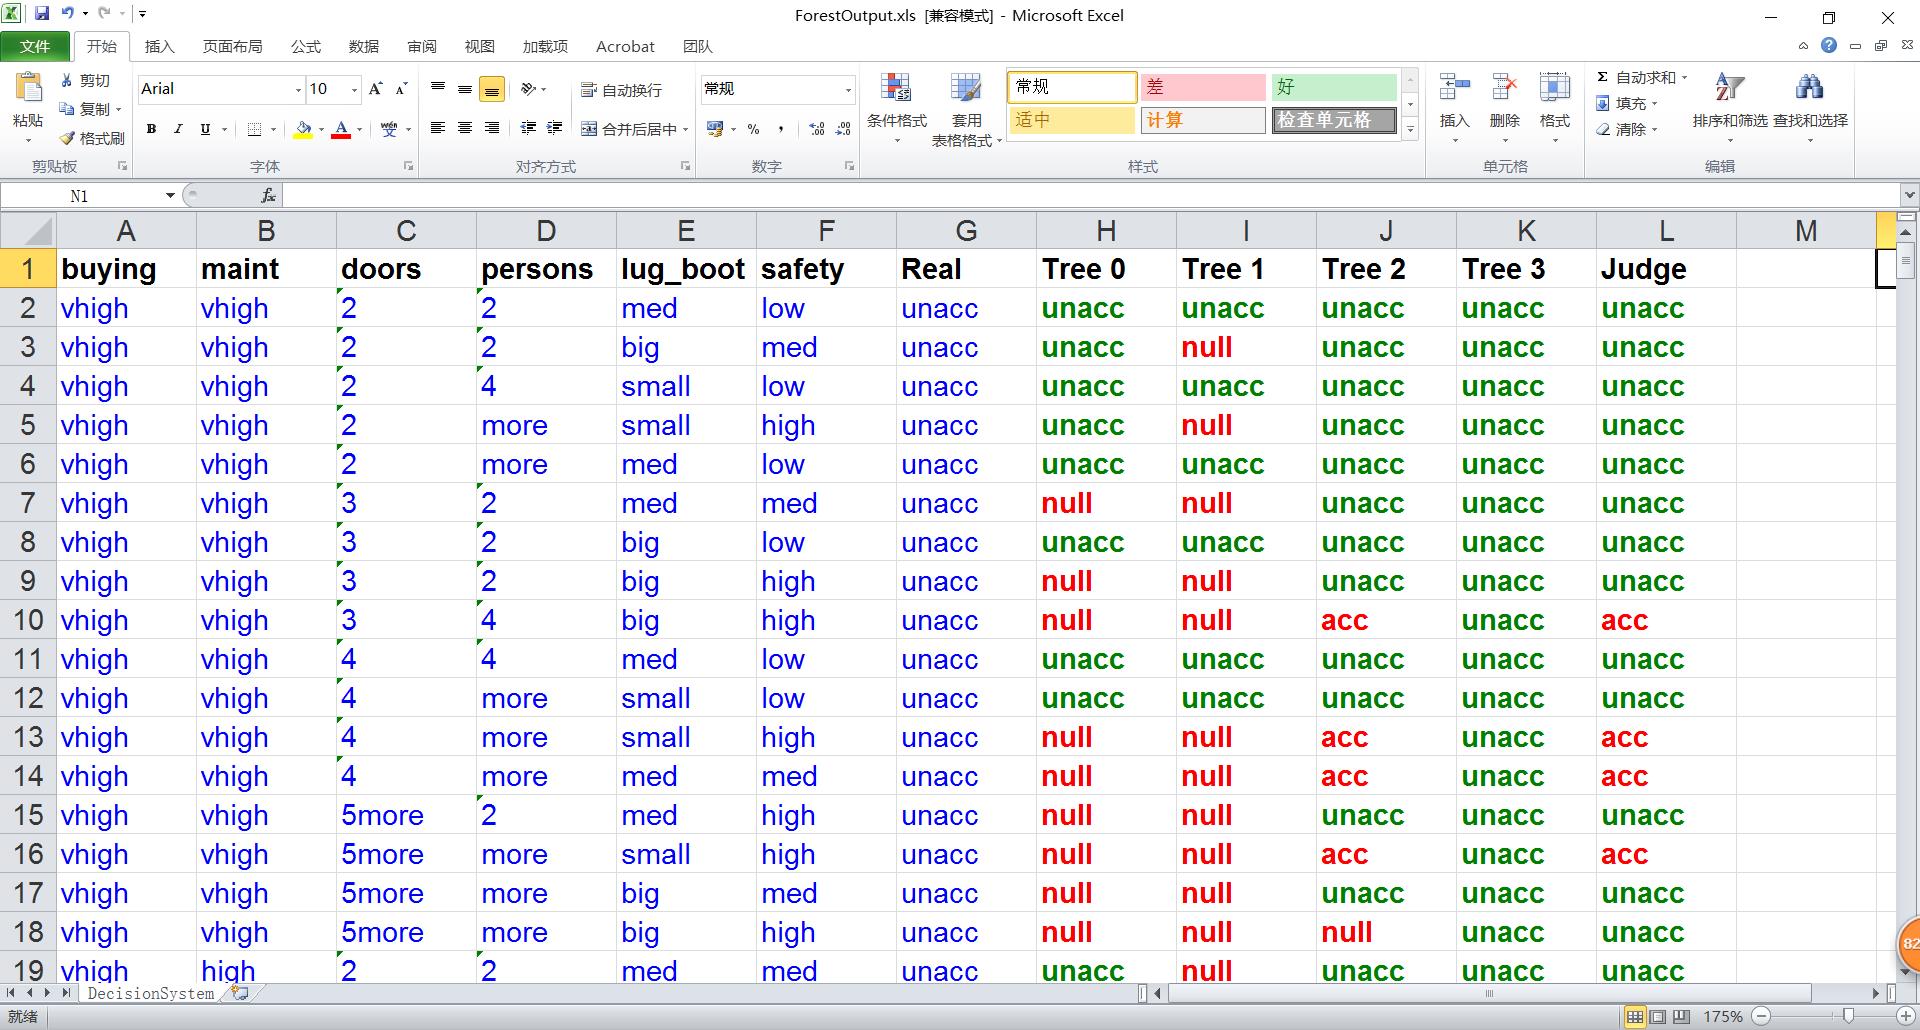 ForestOutput.xls [兼容模式] - Microsoft Excel
文件 开始 插入 页面布局 公式 数据 审阅 视图 加载项 Acrobat 团队
剪切 Arial 10 自动换行 常规 常规 差 好 Σ 自动求和
复制 填充
粘贴 条件格式 套用 适中 计算 检查单元格 插入 删除 格式 排序和筛选 查找和选择
格式刷 B I U A 合并后居中 % , 表格格式 清除
剪贴板 字体 对齐方式 数字 样式 单元格 编辑
N1 fx
A B C D E F G H I J K L M
1 buying maint doors persons lug_boot safety Real Tree 0 Tree 1 Tree 2 Tree 3 Judge
2 vhigh vhigh 2 2 med low unacc unacc unacc unacc unacc unacc
3 vhigh vhigh 2 2 big med unacc unacc null unacc unacc unacc
4 vhigh vhigh 2 4 small low unacc unacc unacc unacc unacc unacc
5 vhigh vhigh 2 more small high unacc unacc null unacc unacc unacc
6 vhigh vhigh 2 more med low unacc unacc unacc unacc unacc unacc
7 vhigh vhigh 3 2 med med unacc null null unacc unacc unacc
8 vhigh vhigh 3 2 big low unacc unacc unacc unacc unacc unacc
9 vhigh vhigh 3 2 big high unacc null null unacc unacc unacc
10 vhigh vhigh 3 4 big high unacc null null acc unacc acc
11 vhigh vhigh 4 4 med low unacc unacc unacc unacc unacc unacc
12 vhigh vhigh 4 more small low unacc unacc unacc unacc unacc unacc
13 vhigh vhigh 4 more small high unacc null null acc unacc acc
14 vhigh vhigh 4 more med med unacc null null acc unacc acc
15 vhigh vhigh 5more 2 med high unacc null null unacc unacc unacc
16 vhigh vhigh 5more more small high unacc null null acc unacc acc
17 vhigh vhigh 5more more big med unacc null null unacc unacc unacc
18 vhigh vhigh 5more more big high unacc null null null unacc unacc
19 vhigh high 2 2 med med unacc unacc null unacc unacc unacc
82
DecisionSystem
就绪 175%